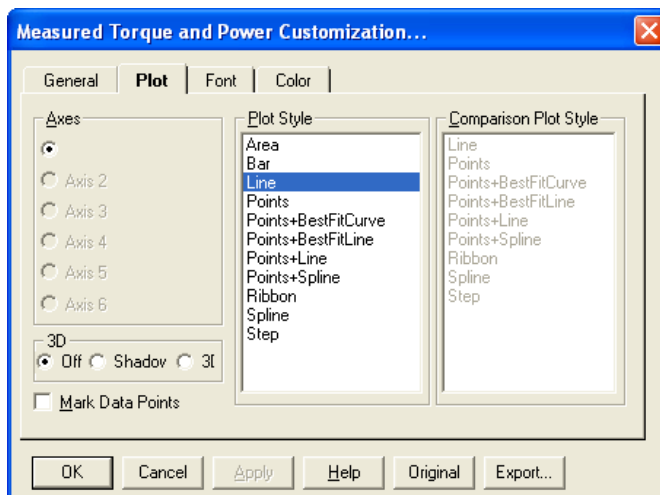 Measured Torque and Power Customization...
General Plot Font Color
Axes
Axis 2
Axis 3
Axis 4
Axis 5
Axis 6
3D
Off Shadov 3D
Mark Data Points
Plot Style
Area
Bar
Line
Points
Points+BestFitCurve
Points+BestFitLine
Points+Line
Points+Spline
Ribbon
Spline
Step
Comparison Plot Style
Line
Points
Points+BestFitCurve
Points+BestFitLine
Points+Line
Points+Spline
Ribbon
Spline
Step
OK Cancel Apply Help Original Export...